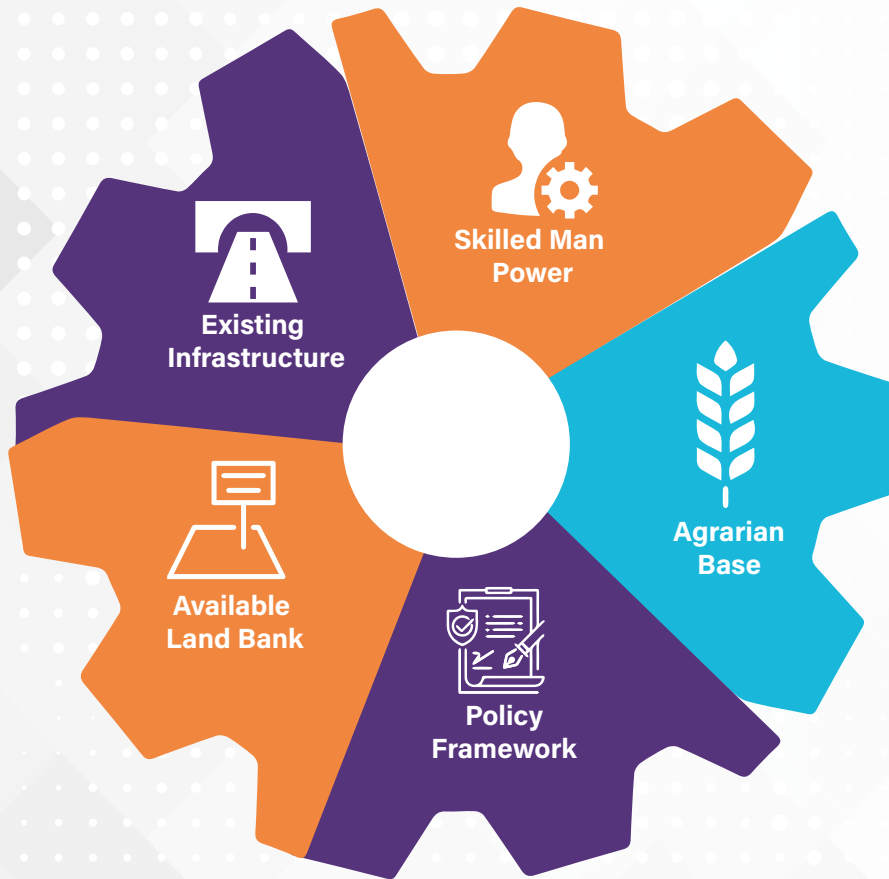 Skilled Man
Power
Existing
Infrastructure
Agrarian
Base
Available
Land Bank
Policy
Framework